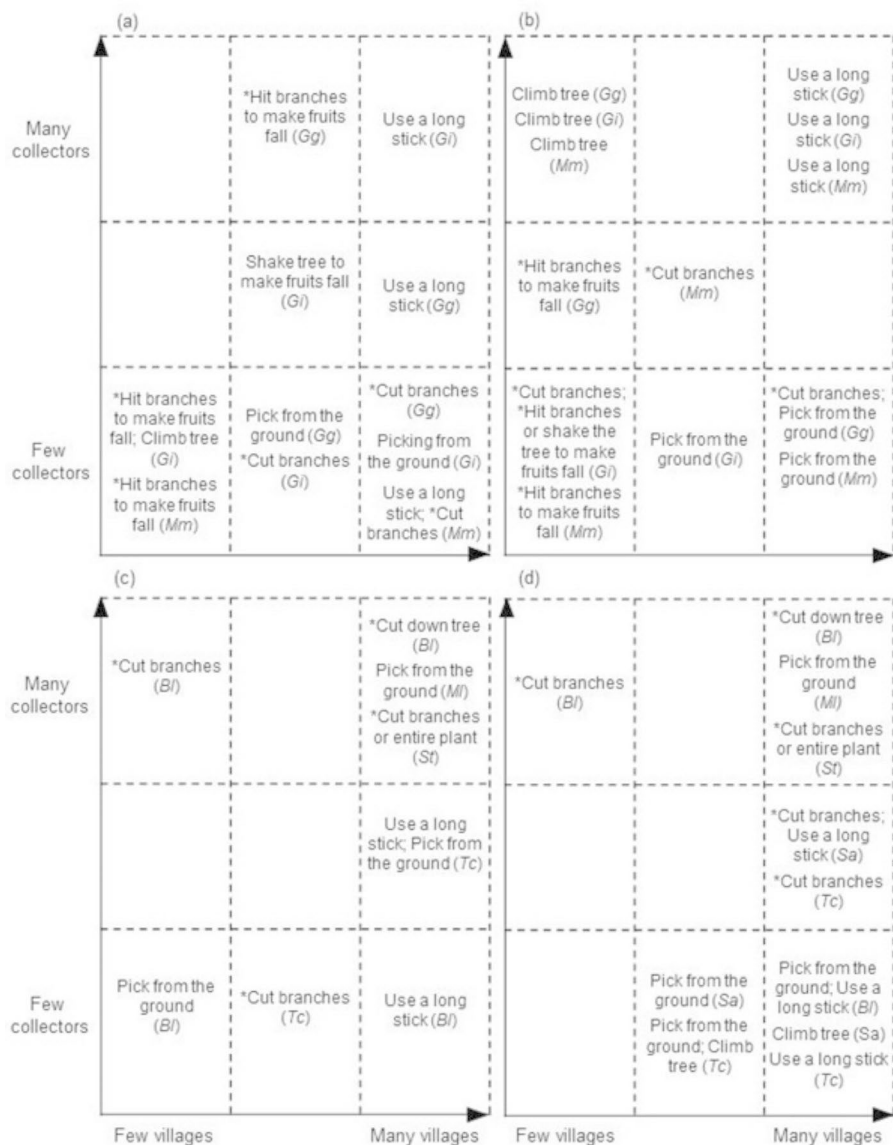 (a)
Many
collectors
*Hit branches
to make fruits
fall (Gg)
Use a long
stick (Gi)
Shake tree to
make fruits fall
(Gi)
Use a long
stick (Gg)
Few
collectors
*Hit branches
to make fruits
fall; Climb tree
(Gi)
*Hit branches
to make fruits
fall (Mm)
Pick from the
ground (Gg)
*Cut branches
(Gi)
*Cut branches
(Gg)
Picking from
the ground (Gi)
Use a long
stick; *Cut
branches (Mm)
(b)
Climb tree (Gg)
Climb tree (Gi)
Climb tree
(Mm)
Use a long
stick (Gg)
Use a long
stick (Gi)
Use a long
stick (Mm)
*Hit branches
to make fruits
fall (Gg)
*Cut branches
(Mm)
*Cut branches;
*Hit branches
or shake the
tree to make
fruits fall (Gi)
*Hit branches
to make fruits
fall (Mm)
Pick from the
ground (Gi)
*Cut branches;
Pick from the
ground (Gg)
Pick from the
ground (Mm)
(c)
Many
collectors
*Cut branches
(Bl)
*Cut down tree
(Bl)
Pick from the
ground (Ml)
*Cut branches
or entire plant
(St)
Use a long
stick; Pick from
the ground (Tc)
Few
collectors
Pick from the
ground
(Bl)
*Cut branches
(Tc)
Use a long
stick (Bl)
Few villages
Many villages
(d)
*Cut branches
(Bl)
*Cut down tree
(Bl)
Pick from the
ground
(Ml)
*Cut branches
or entire plant
(St)
*Cut branches;
Use a long
stick (Sa)
*Cut branches
(Tc)
Pick from the
ground (Sa)
Pick from the
ground; Climb
tree (Tc)
Pick from the
ground; Use a
long stick (Bl)
Climb tree (Sa)
Use a long stick
(Tc)
Few villages
Many villages